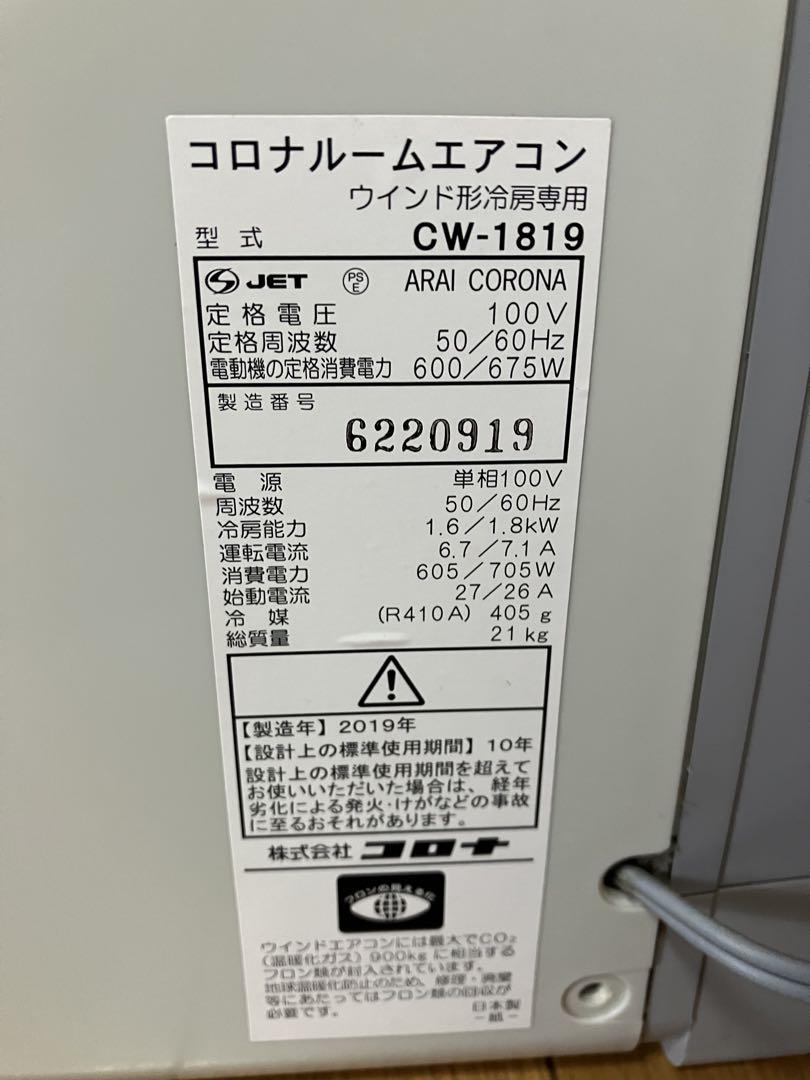 コロナルームエアコン
ウインド形冷房専用
型式 CW-1819
JET PS E ARAI CORONA
定格電圧 100V
定格周波数 50/60Hz
電動機の定格消費電力 600/675W
製造番号
6220919
電源 単相100V
周波数 50/60Hz
冷房能力 1.6/1.8kW
運転電流 6.7/7.1A
消費電力 605/705W
始動電流 27/26A
冷媒 (R410A) 405g
総質量 21kg
【製造年】2019年
【設計上の標準使用期間】10年
設計上の標準使用期間を超えて
お使いいただいた場合は、経年
劣化による発火・けがなどの事故
に至るおそれがあります。
株式会社 コロナ
フロンの見える化
ウインドエアコンには最大でCO₂
(温暖化ガス)900kgに相当する
フロン類が封入されています。
地球温暖化防止のため、修理・廃棄
等にあたってはフロン類の回収が
必要です。
日本製
-紙-